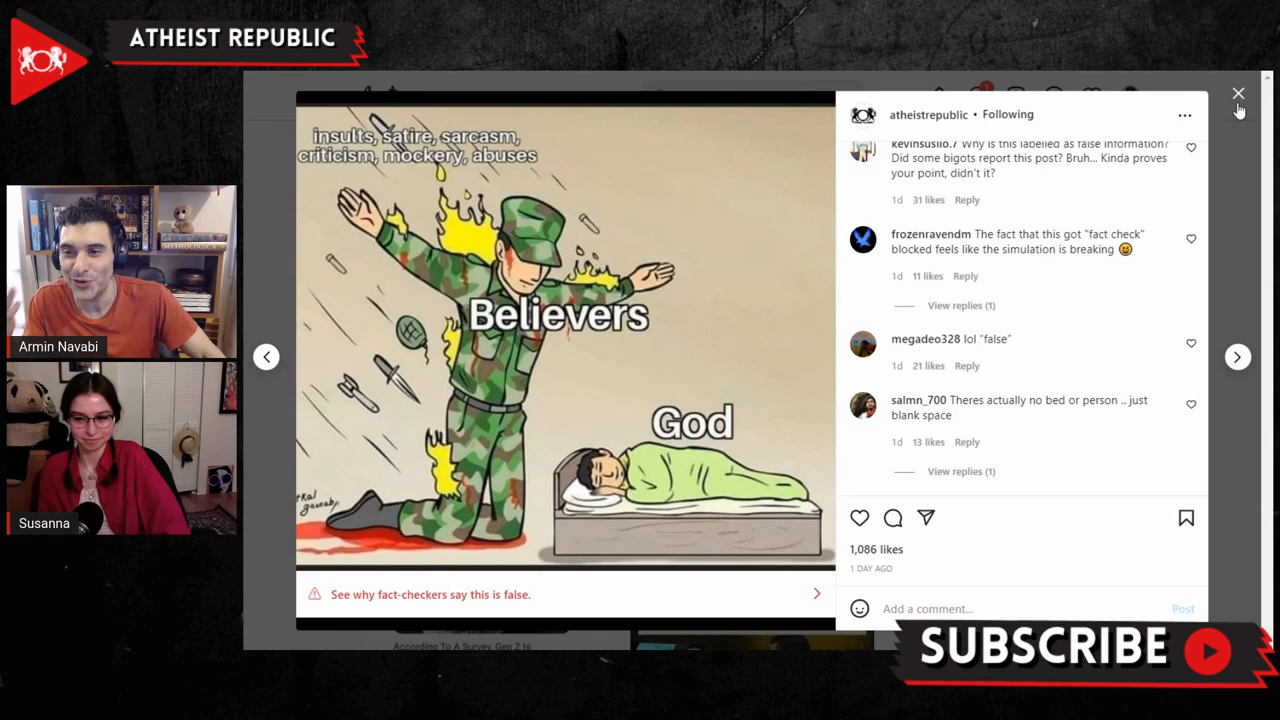 ATHEIST REPUBLIC
insults, satire, sarcasm,
criticism, mockery, abuses
Believers
God
See why fact-checkers say this is false.
Armin Navabi
Susanna
atheistrepublic • Following
kevinsusilo.7 Why is this labelled as false information?
Did some bigots report this post? Bruh... Kinda proves
your point, didn't it?
1d 31 likes Reply
frozenravendm The fact that this got "fact check"
blocked feels like the simulation is breaking 😆
1d 11 likes Reply
View replies (1)
megadeo328 lol "false"
1d 21 likes Reply
salmn_700 Theres actually no bed or person .. just
blank space
1d 13 likes Reply
View replies (1)
1,086 likes
1 DAY AGO
Add a comment... Post
According To A Survey, Gen Z Is
SUBSCRIBE